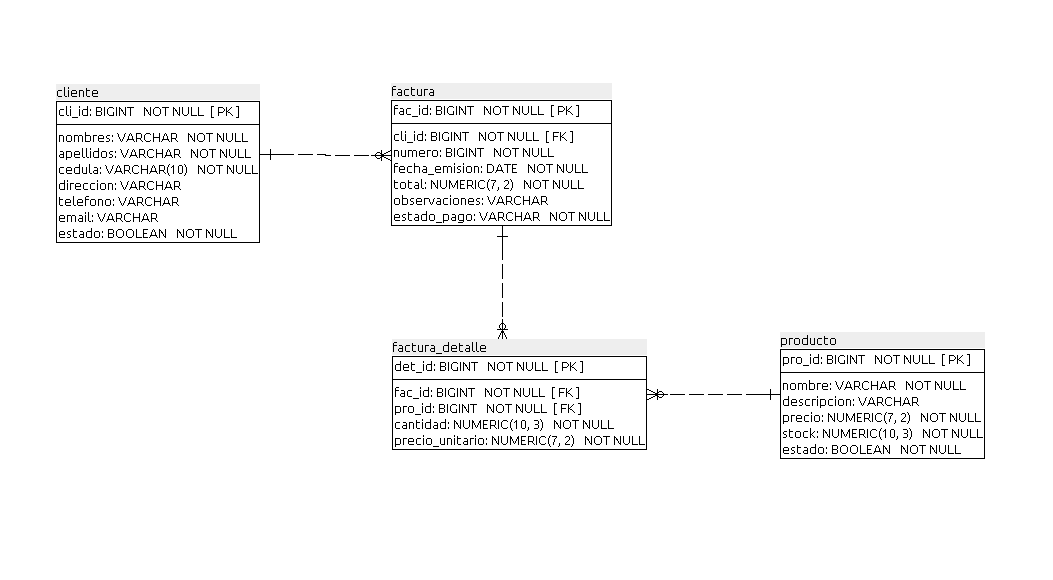 cliente
cli_id: BIGINT NOT NULL [ PK ]
nombres: VARCHAR NOT NULL
apellidos: VARCHAR NOT NULL
cedula: VARCHAR(10) NOT NULL
direccion: VARCHAR
telefono: VARCHAR
email: VARCHAR
estado: BOOLEAN NOT NULL
factura
fac_id: BIGINT NOT NULL [ PK ]
cli_id: BIGINT NOT NULL [ FK ]
numero: BIGINT NOT NULL
fecha_emision: DATE NOT NULL
total: NUMERIC(7, 2) NOT NULL
observaciones: VARCHAR
estado_pago: VARCHAR NOT NULL
factura_detalle
det_id: BIGINT NOT NULL [ PK ]
fac_id: BIGINT NOT NULL [ FK ]
pro_id: BIGINT NOT NULL [ FK ]
cantidad: NUMERIC(10, 3) NOT NULL
precio_unitario: NUMERIC(7, 2) NOT NULL
producto
pro_id: BIGINT NOT NULL [ PK ]
nombre: VARCHAR NOT NULL
descripcion: VARCHAR
precio: NUMERIC(7, 2) NOT NULL
stock: NUMERIC(10, 3) NOT NULL
estado: BOOLEAN NOT NULL